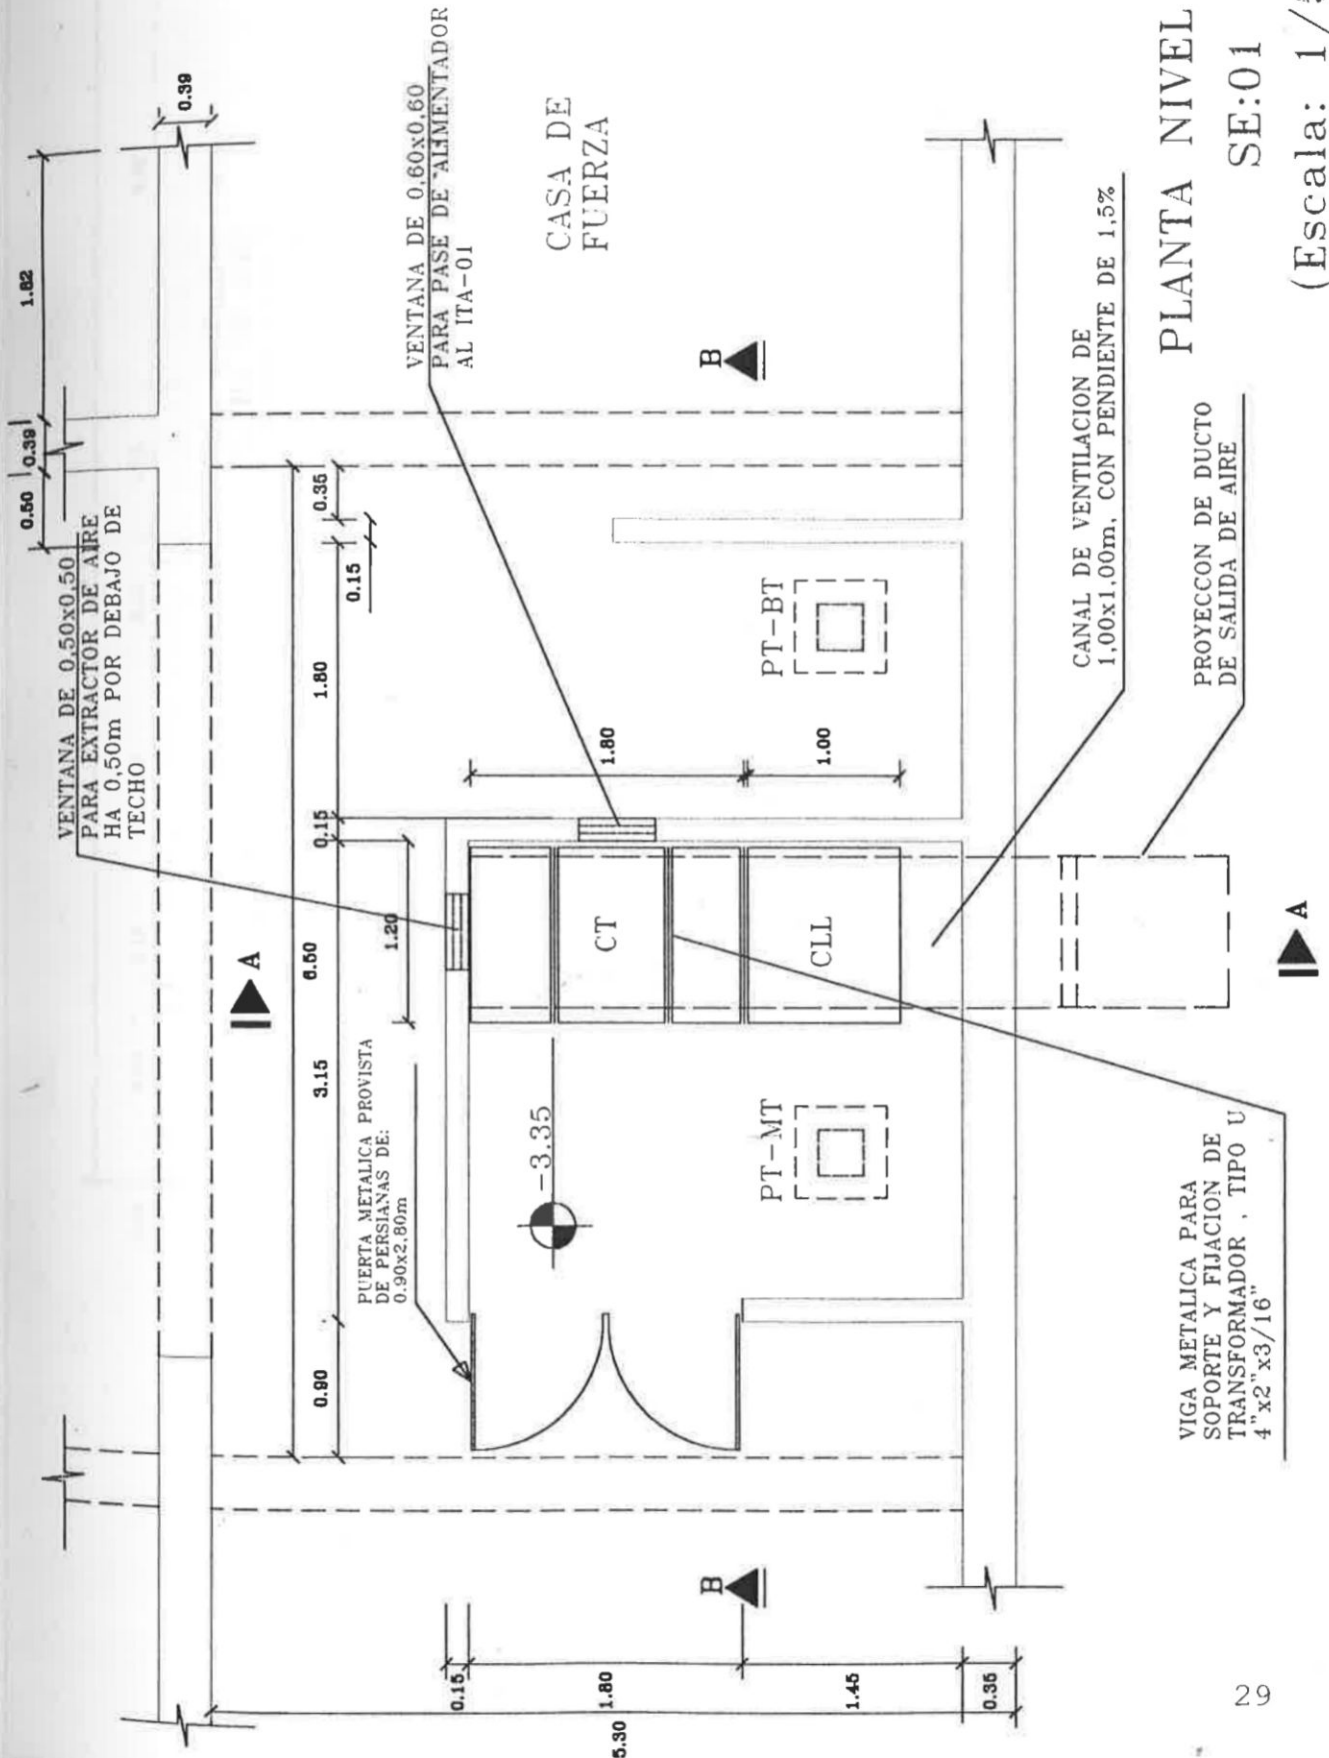 VENTANA DE 0,50x0,50
PARA EXTRACTOR DE AIRE
HA 0,50m POR DEBAJO DE
TECHO
0.50
0.39
1.82
0.39
VENTANA DE 0,60x0,60
PARA PASE DE ALIMENTADOR
AL ITA-01
CASA DE
FUERZA
A
6.50
0.90
3.15
0.15
1.80
0.35
0.15
1.20
PUERTA METALICA PROVISTA
DE PERSIANAS DE:
0.90x2,80m
-3.35
CT
CLL
1.80
1.00
PT-MT
PT-BT
B
B
0.15
1.80
1.45
0.35
5.30
CANAL DE VENTILACION DE
1,00x1,00m, CON PENDIENTE DE 1,5%
PROYECCON DE DUCTO
DE SALIDA DE AIRE
A
VIGA METALICA PARA
SOPORTE Y FIJACION DE
TRANSFORMADOR , TIPO U
4"x2"x3/16"
PLANTA NIVEL
SE:01
(Escala: 1/
29